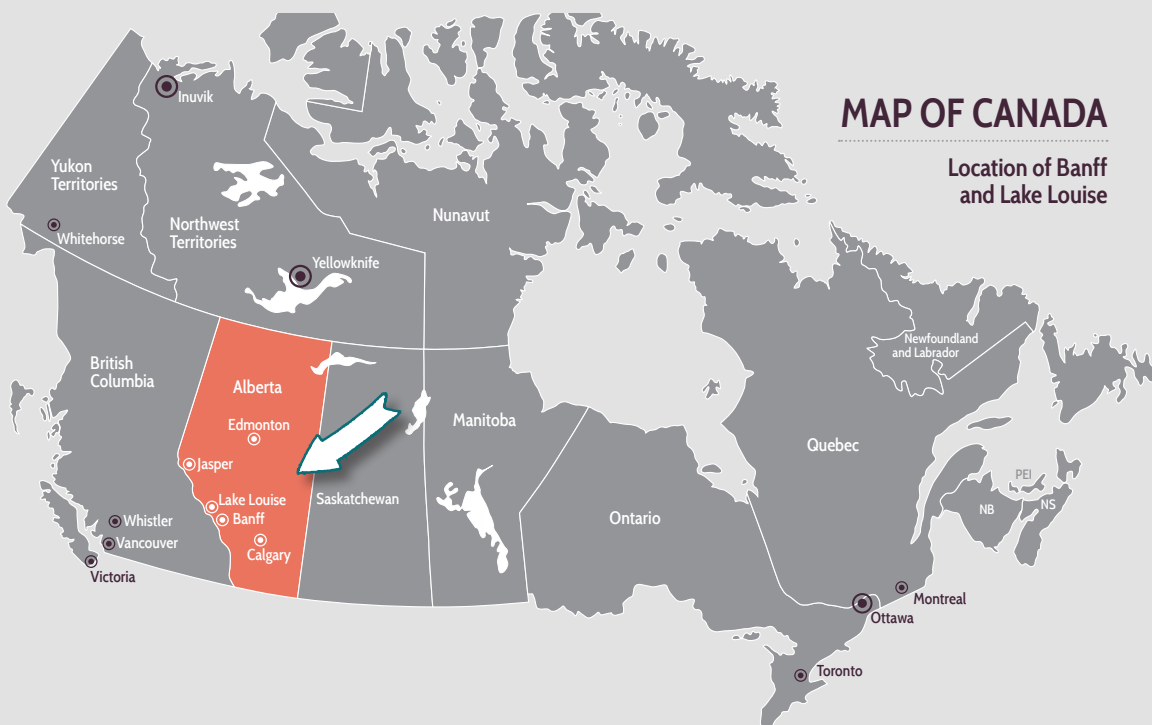 MAP OF CANADA
Location of Banff
and Lake Louise
Inuvik
Yukon
Territories
Whitehorse
Northwest
Territories
Nunavut
Yellowknife
British
Columbia
Alberta
Edmonton
Jasper
Lake Louise
Banff
Calgary
Saskatchewan
Manitoba
Whistler
Vancouver
Victoria
Ontario
Quebec
Newfoundland
and Labrador
PEI
NB
NS
Montreal
Ottawa
Toronto